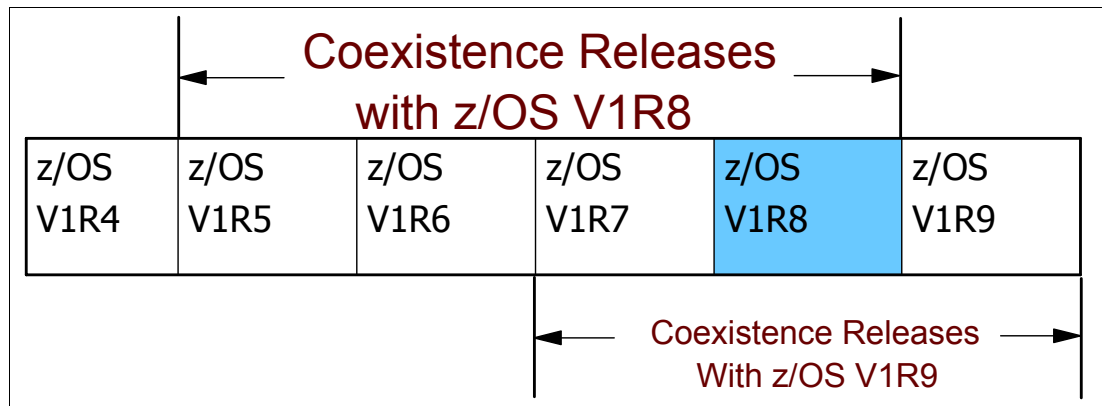 Coexistence Releases
with z/OS V1R8
z/OS z/OS z/OS z/OS z/OS z/OS
V1R4 V1R5 V1R6 V1R7 V1R8 V1R9
Coexistence Releases
With z/OS V1R9